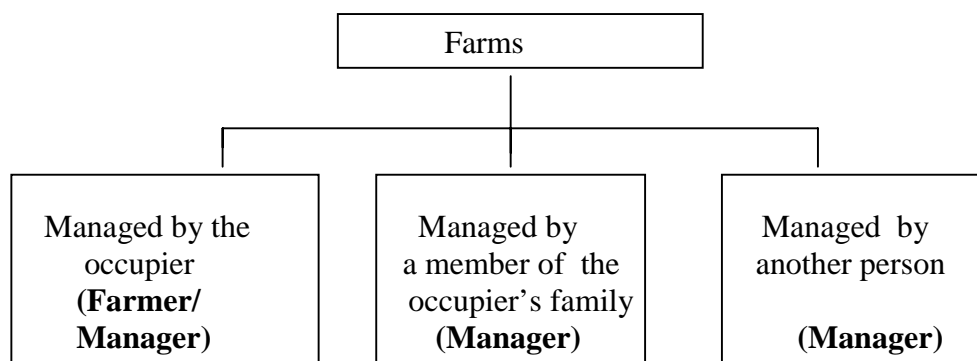 Farms
Managed by the
occupier
(Farmer/
Manager)
Managed by
a member of the
occupier’s family
(Manager)
Managed by
another person
(Manager)